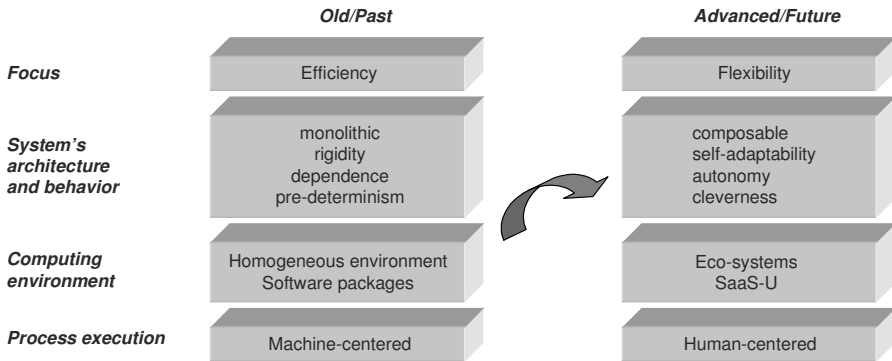 Old/Past
Advanced/Future
Focus
Efficiency
Flexibility
System's
architecture
and behavior
monolithic
rigidity
dependence
pre-determinism
composable
self-adaptability
autonomy
cleverness
Computing
environment
Homogeneous environment
Software packages
Eco-systems
SaaS-U
Process execution
Machine-centered
Human-centered